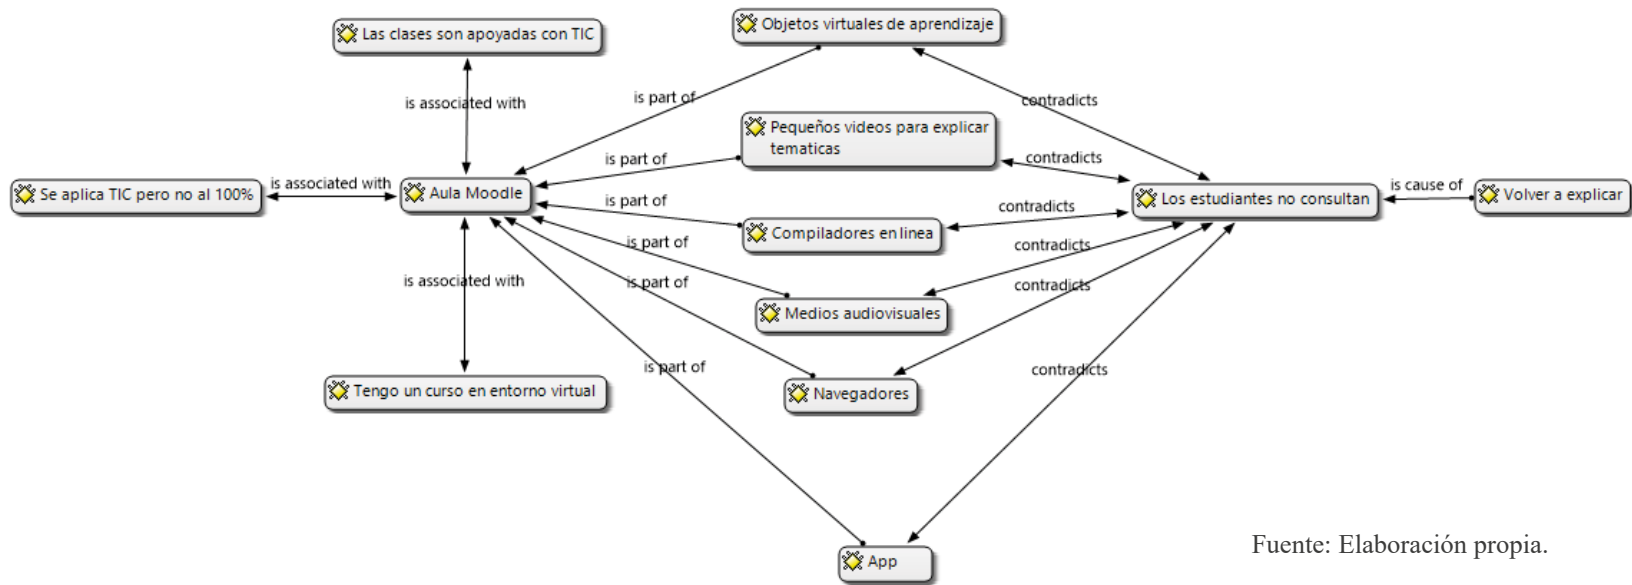 Las clases son apoyadas con TIC
Objetos virtuales de aprendizaje
is associated with
is part of
contradicts
Pequeños videos para explicar
tematicas
is part of
contradicts
Se aplica TIC pero no al 100%
is associated with
Aula Moodle
is part of
contradicts
Los estudiantes no consultan
is cause of
Volver a explicar
Compiladores en linea
is part of
contradicts
is associated with
is part of
contradicts
Medios audiovisuales
is part of
contradicts
Tengo un curso en entorno virtual
Navegadores
App
Fuente: Elaboración propia.